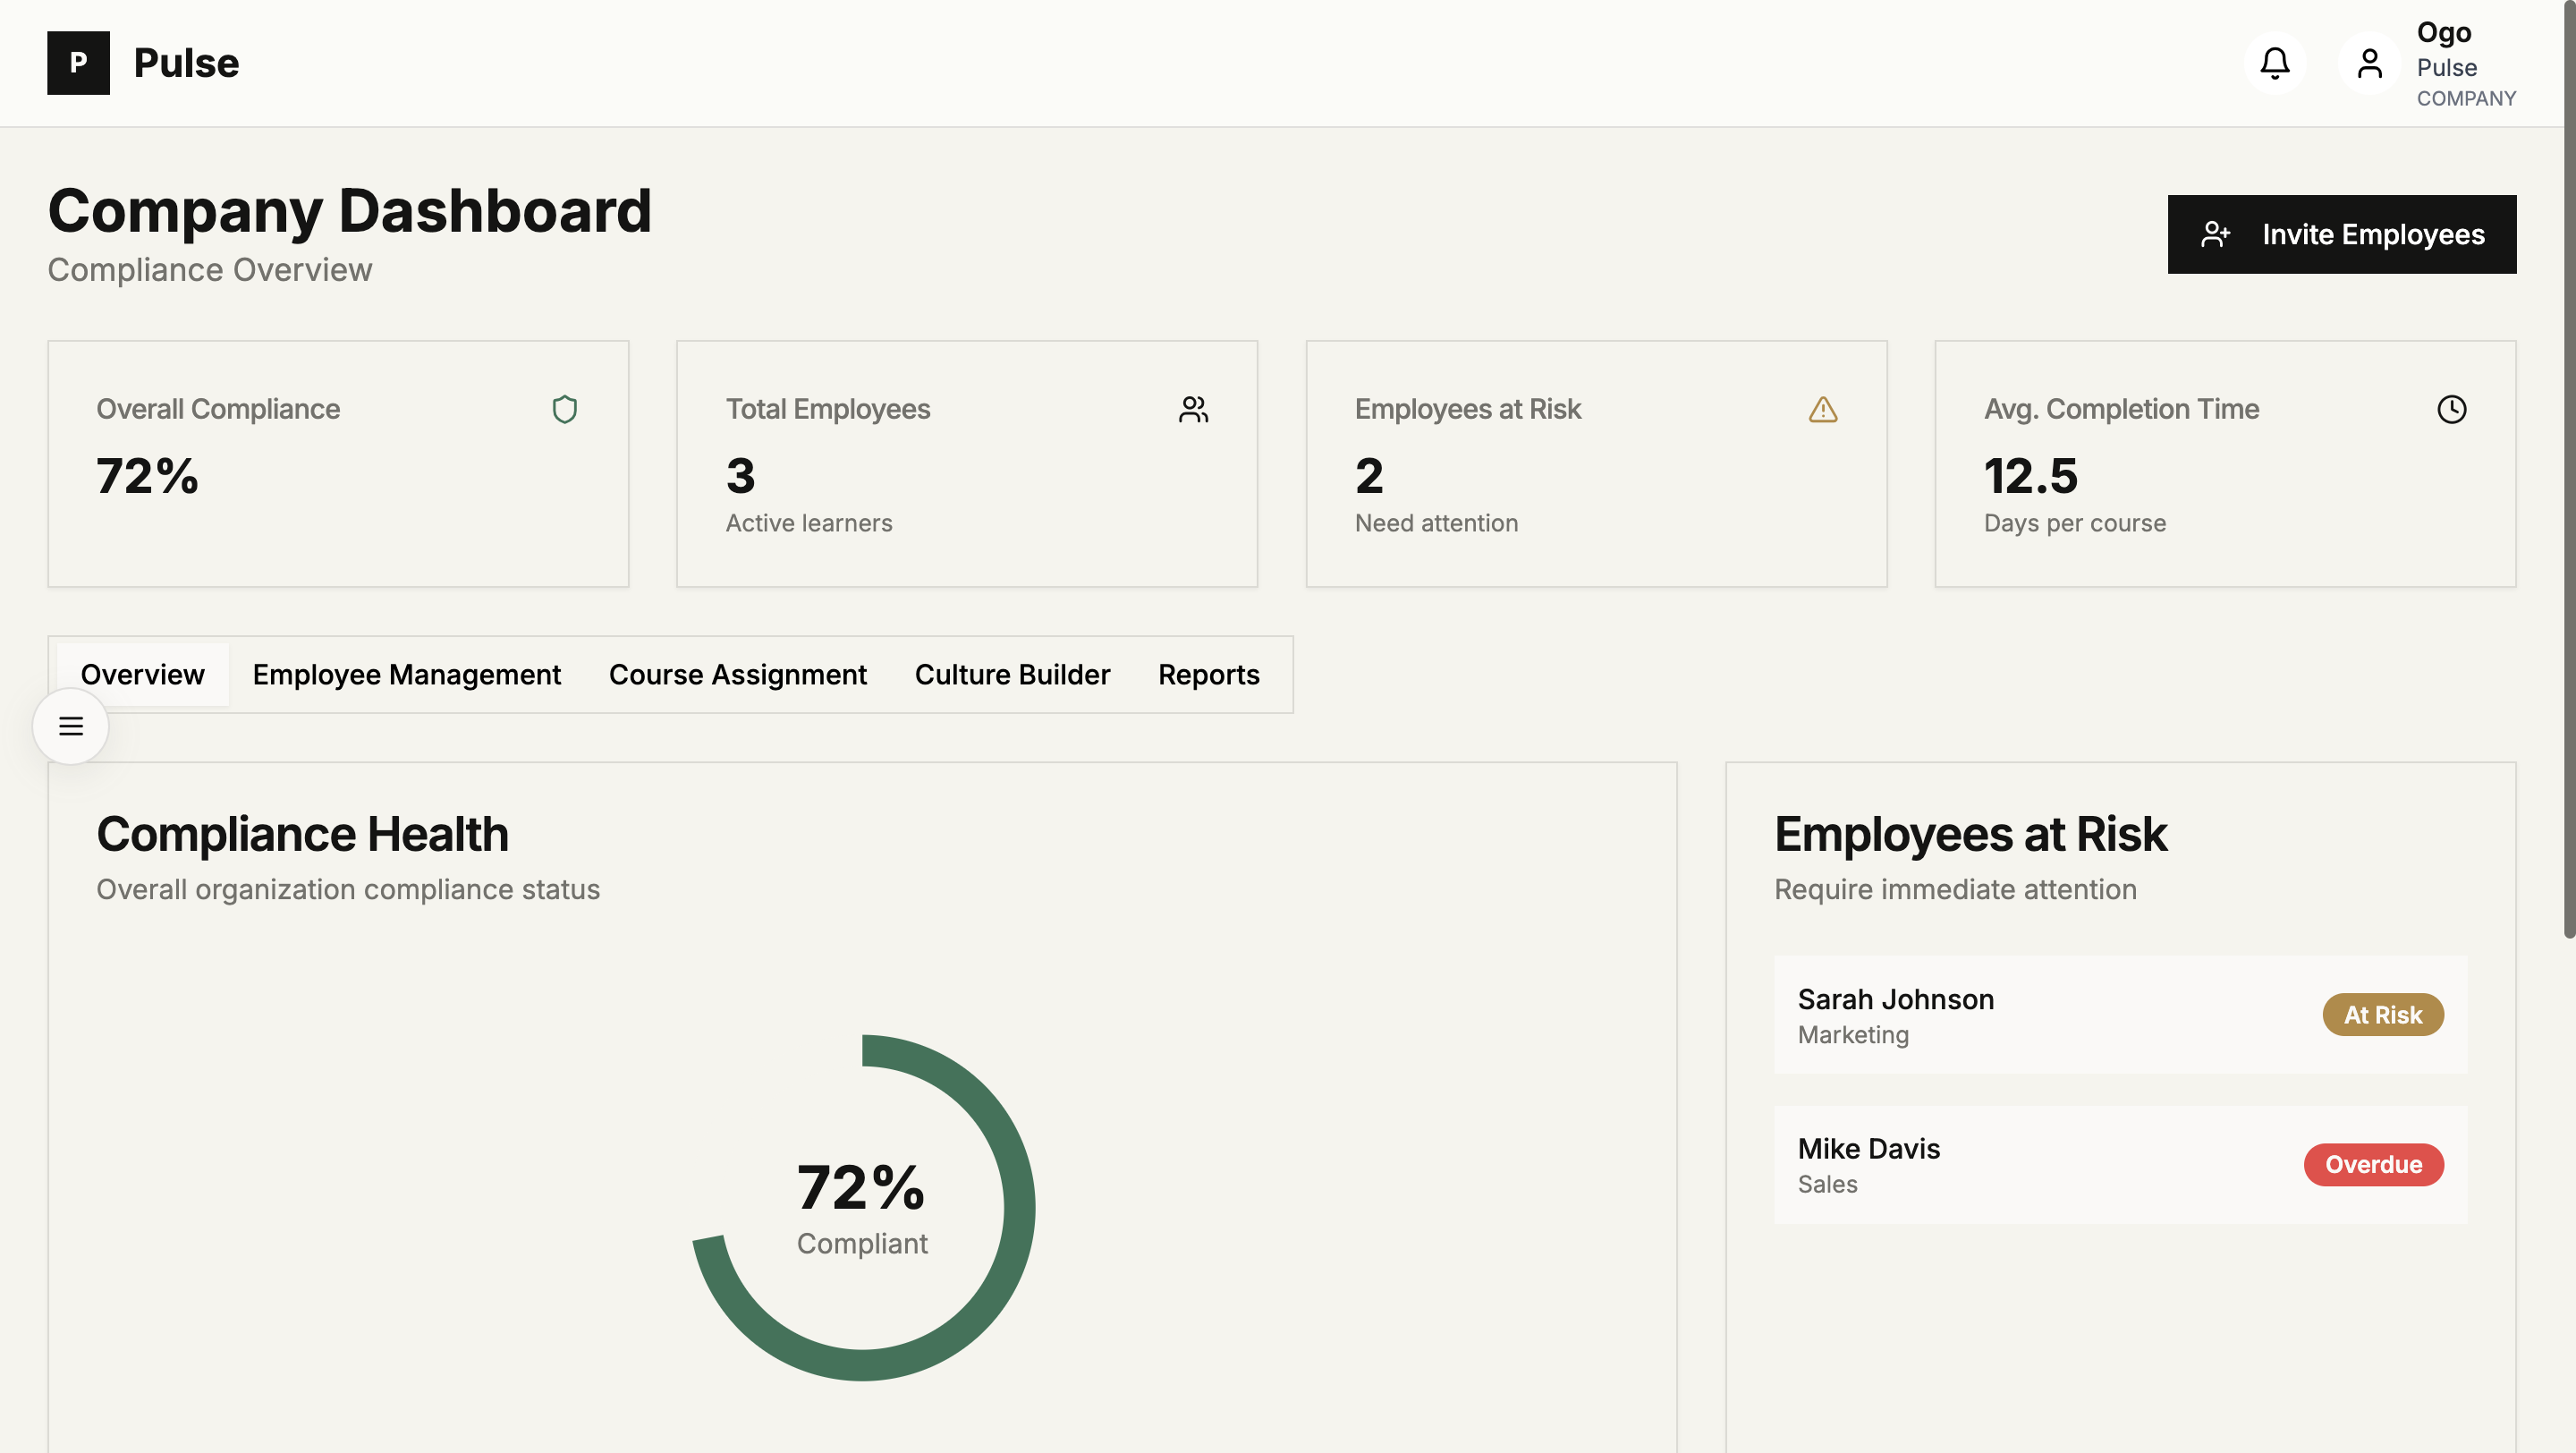 P
Pulse
Ogo
Pulse
COMPANY
Company Dashboard
Compliance Overview
Invite Employees
Overall Compliance
72%
Total Employees
3
Active learners
Employees at Risk
2
Need attention
Avg. Completion Time
12.5
Days per course
Overview
Employee Management
Course Assignment
Culture Builder
Reports
Compliance Health
Overall organization compliance status
72%
Compliant
Employees at Risk
Require immediate attention
Sarah Johnson
Marketing
At Risk
Mike Davis
Sales
Overdue